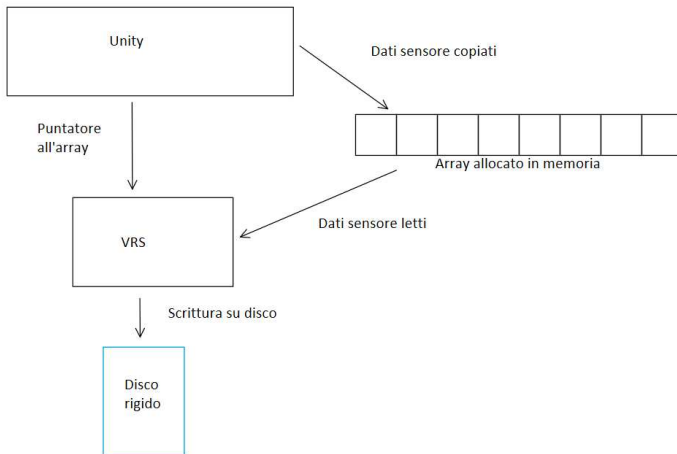 Unity
Dati sensore copiati
Puntatore
all'array
Array allocato in memoria
Dati sensore letti
VRS
Scrittura su disco
Disco
rigido